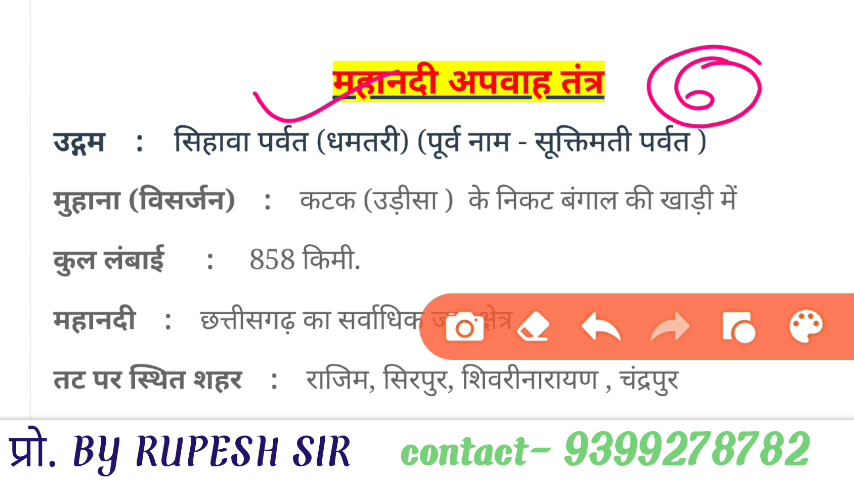 महानदी अपवाह तंत्र
उद्गम : सिहावा पर्वत (धमतरी) (पूर्व नाम - सूक्तिमती पर्वत )
मुहाना (विसर्जन) : कटक (उड़ीसा ) के निकट बंगाल की खाड़ी में
कुल लंबाई : 858 किमी.
महानदी : छत्तीसगढ़ का सर्वाधिक
तट पर स्थित शहर : राजिम, सिरपुर, शिवरीनारायण , चंद्रपुर
प्रो. BY RUPESH SIR contact- 9399278782